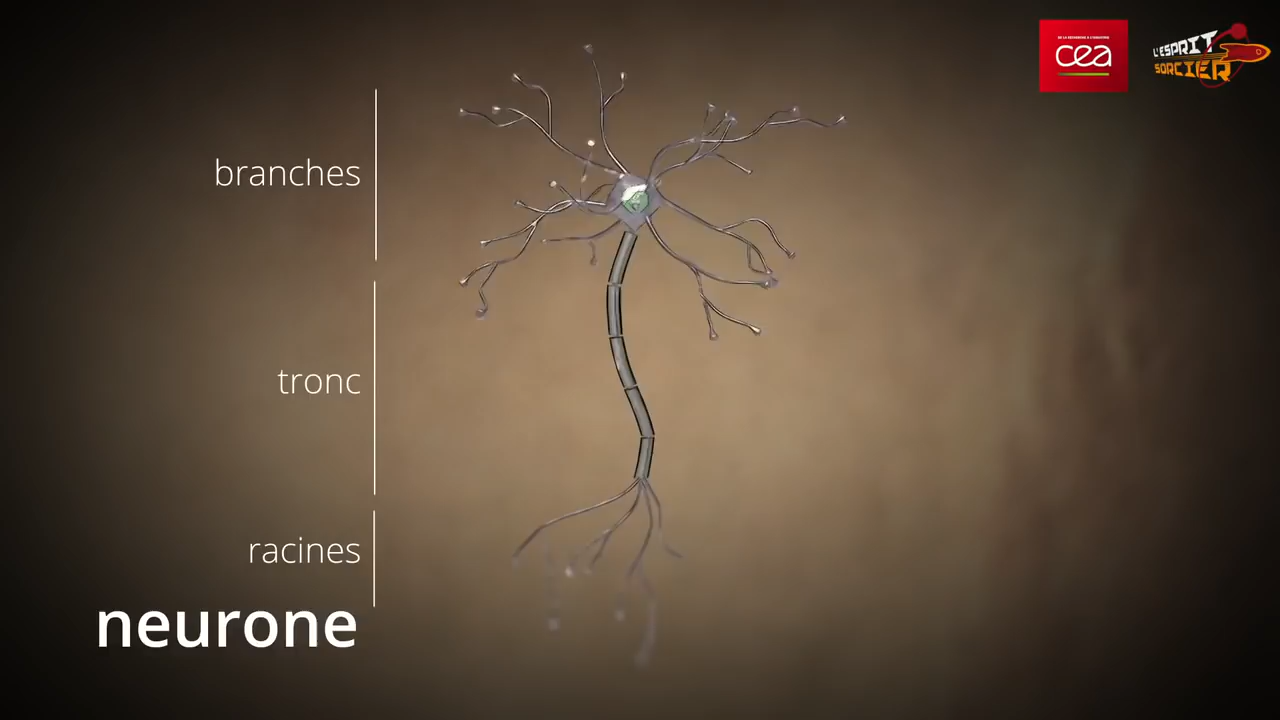 cea
L'ESPRIT
SORCIER
branches
tronc
racines
neurone